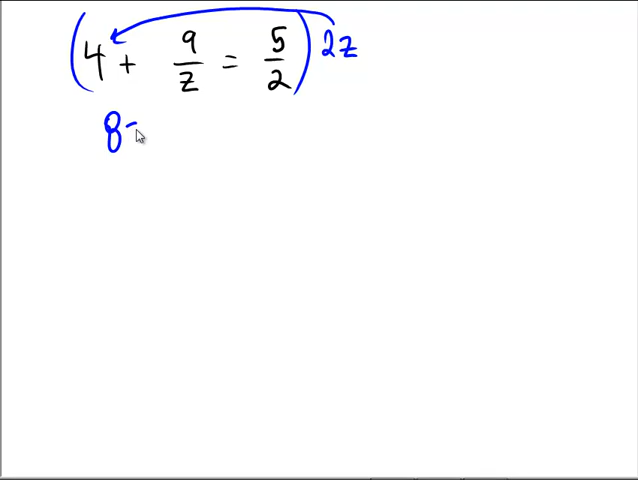 (4 + 9/z = 5/2) 2z
8